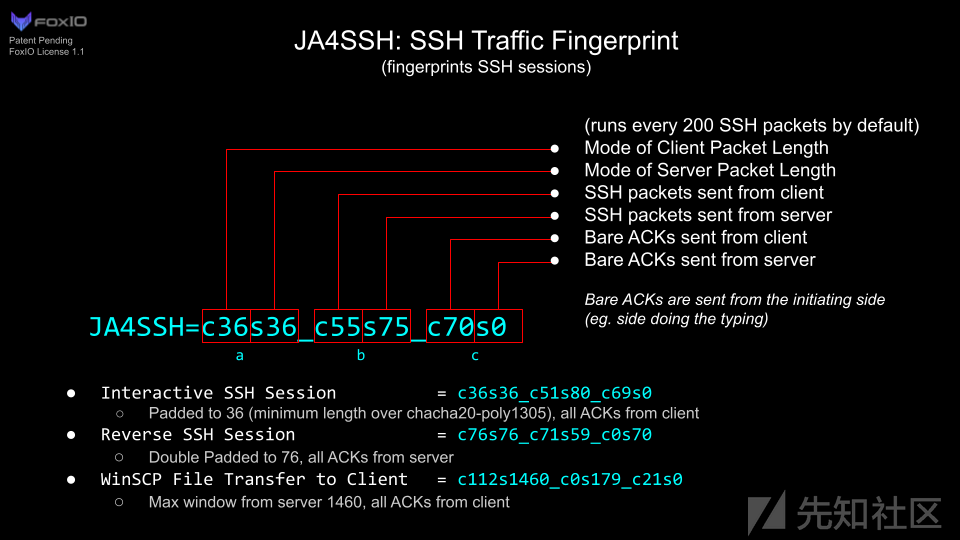 FOXIO
Patent Pending
FoxIO License 1.1
JA4SSH: SSH Traffic Fingerprint
(fingerprints SSH sessions)
(runs every 200 SSH packets by default)
● Mode of Client Packet Length
● Mode of Server Packet Length
● SSH packets sent from client
● SSH packets sent from server
● Bare ACKs sent from client
● Bare ACKs sent from server
Bare ACKs are sent from the initiating side
(eg. side doing the typing)
JA4SSH=c36s36_c55s75_c70s0
a b c
● Interactive SSH Session = c36s36_c51s80_c69s0
○ Padded to 36 (minimum length over chacha20-poly1305), all ACKs from client
● Reverse SSH Session = c76s76_c71s59_c0s70
○ Double Padded to 76, all ACKs from server
● WinSCP File Transfer to Client = c112s1460_c0s179_c21s0
○ Max window from server 1460, all ACKs from client
先知社区